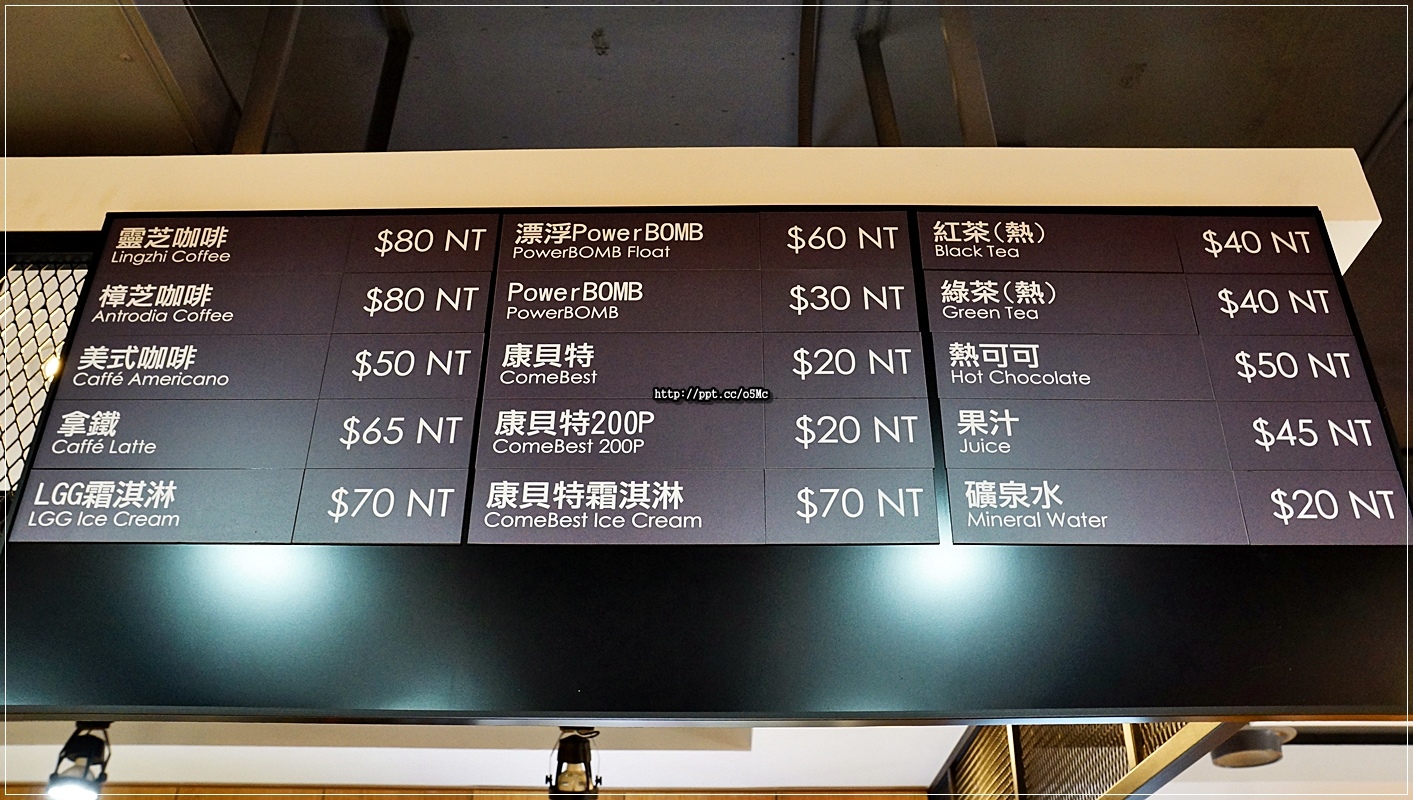 靈芝咖啡 $80 NT
Lingzhi Coffee
樟芝咖啡 $80 NT
Antrodia Coffee
美式咖啡 $50 NT
Caffé Americano
拿鐵 $65 NT
Caffé Latte
LGG霜淇淋 $70 NT
LGG Ice Cream
漂浮PowerBOMB $60 NT
PowerBOMB Float
PowerBOMB $30 NT
PowerBOMB
康貝特 $20 NT
ComeBest
康貝特200P $20 NT
ComeBest 200P
康貝特霜淇淋 $70 NT
ComeBest Ice Cream
紅茶(熱) $40 NT
Black Tea
綠茶(熱) $40 NT
Green Tea
熱可可 $50 NT
Hot Chocolate
果汁 $45 NT
Juice
礦泉水 $20 NT
Mineral Water
http://ppt.cc/o5Mc